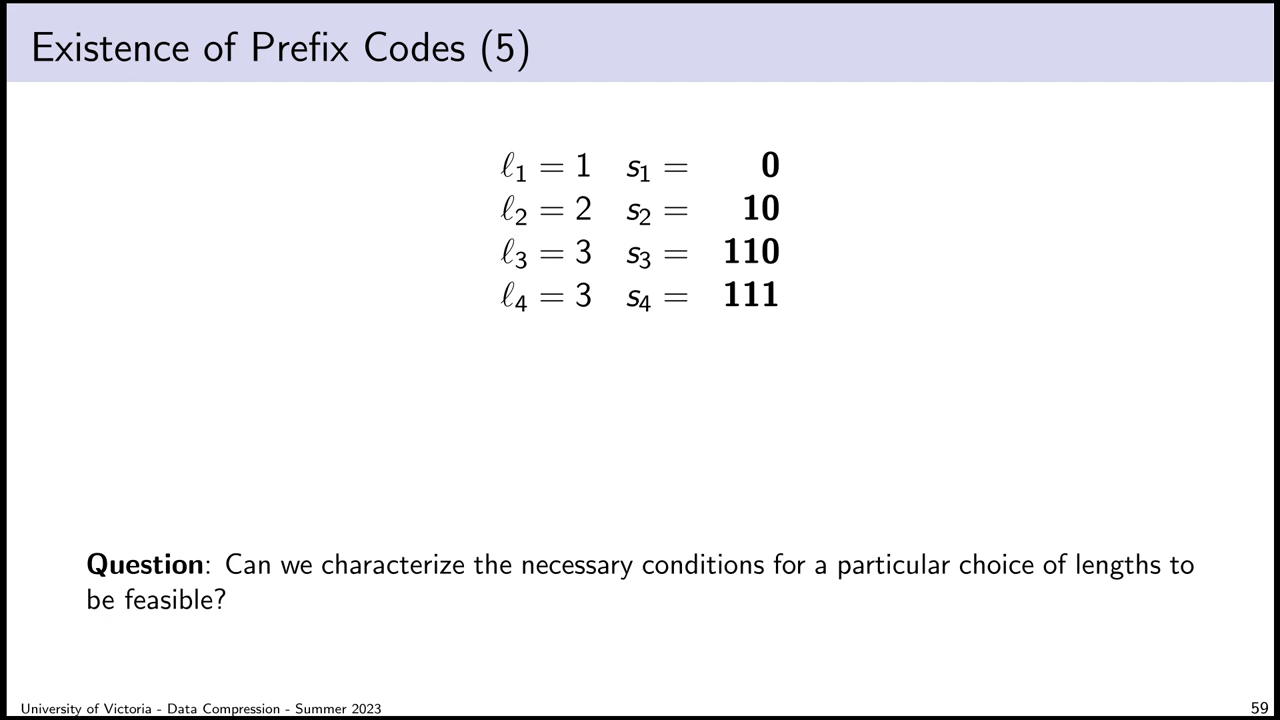 Existence of Prefix Codes (5)
ℓ₁ = 1 s₁ = 0
ℓ₂ = 2 s₂ = 10
ℓ₃ = 3 s₃ = 110
ℓ₄ = 3 s₄ = 111
Question: Can we characterize the necessary conditions for a particular choice of lengths to
be feasible?
University of Victoria - Data Compression - Summer 2023
59